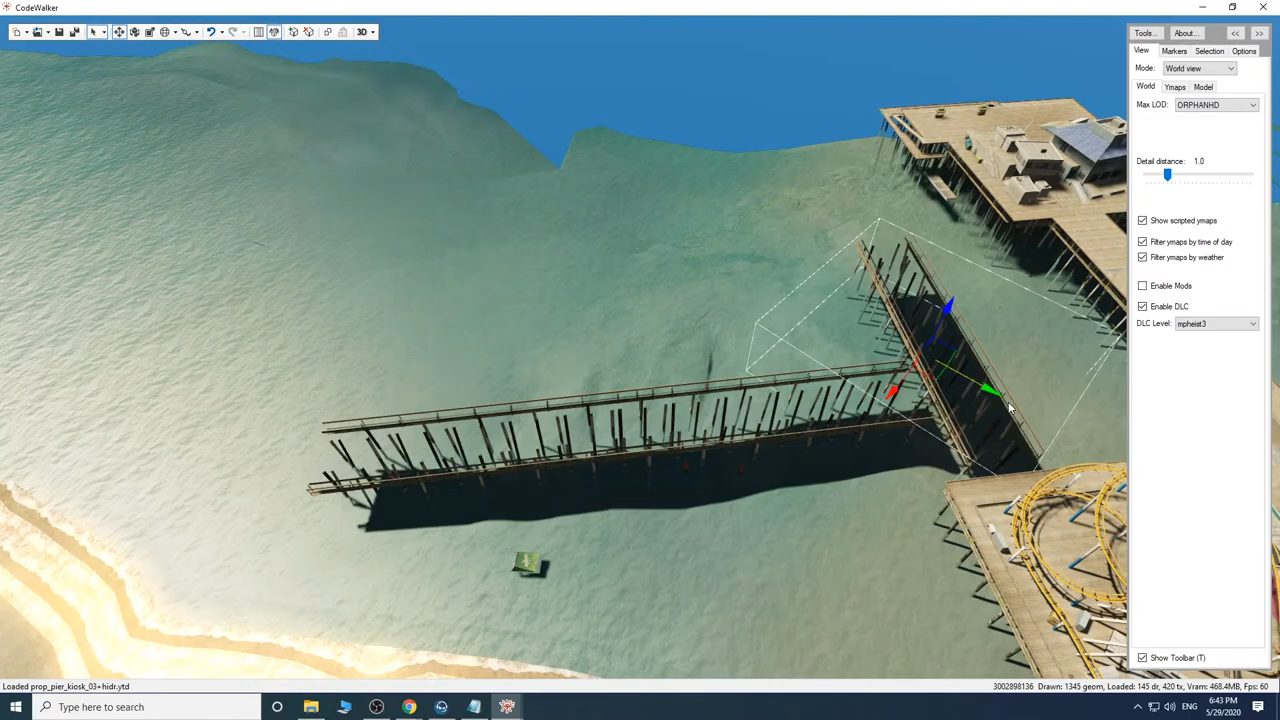 CodeWalker
3D
Tools... About... << >>
View Markers Selection Options
Mode: World view
World Ymaps Model
Max LOD: ORPHANHD
Detail distance: 1.0
Show scripted ymaps
Filter ymaps by time of day
Filter ymaps by weather
Enable Mods
Enable DLC
DLC Level: mpheist3
Show Toolbar (T)
Loaded prop_pier_kiosk_03+hidr.ytd
3002898136 Drawn: 1345 geom, Loaded: 145 dr, 420 tx, Vram: 468.4MB, Fps: 60
Type here to search
ENG
6:43 PM
5/29/2020